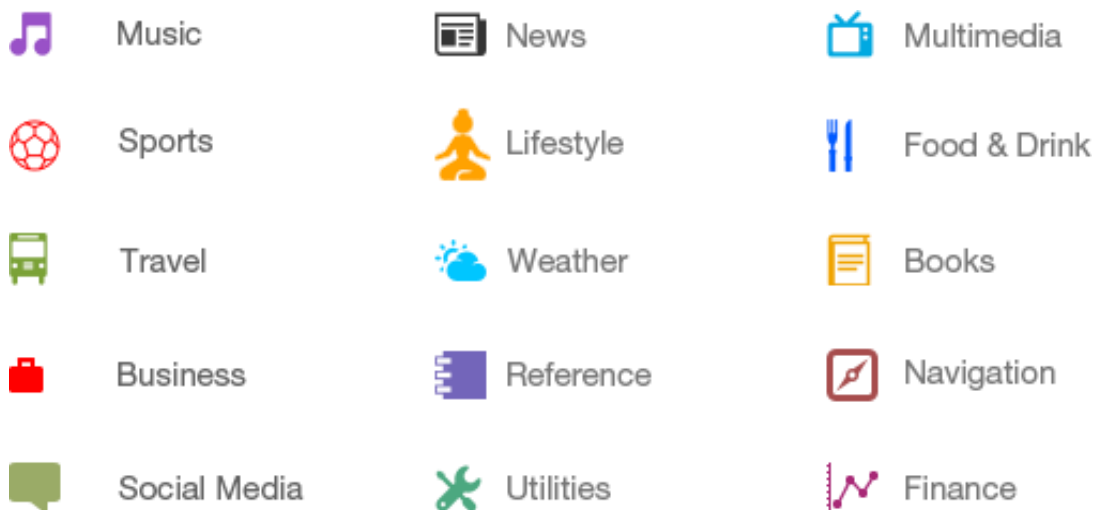 Music
News
Multimedia
Sports
Lifestyle
Food & Drink
Travel
Weather
Books
Business
Reference
Navigation
Social Media
Utilities
Finance